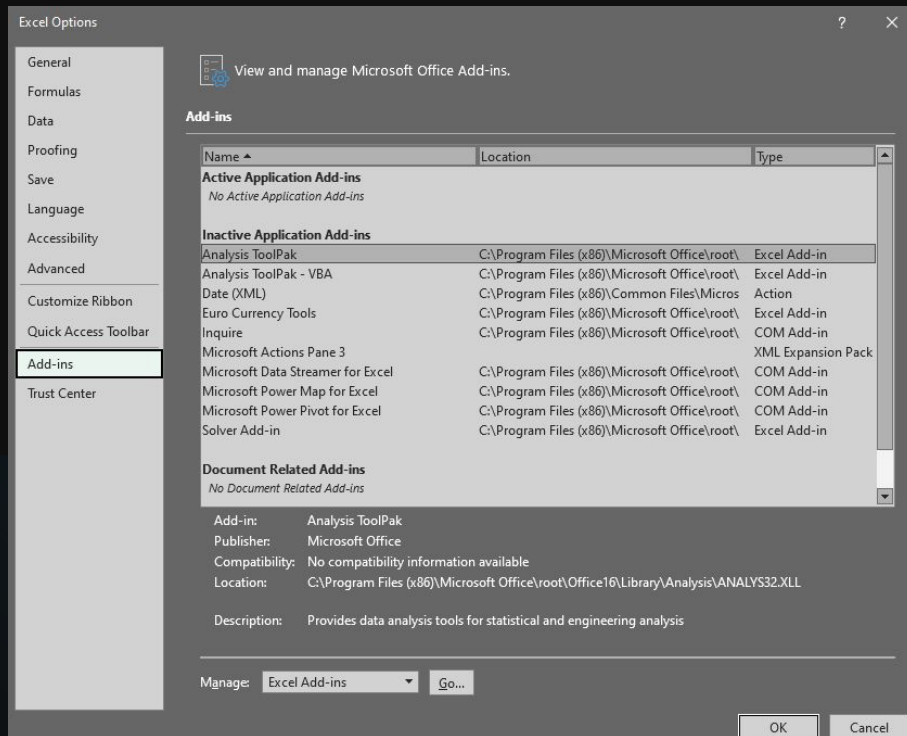 Excel Options
? ×
General
Formulas
Data
Proofing
Save
Language
Accessibility
Advanced
Customize Ribbon
Quick Access Toolbar
Add-ins
Trust Center
View and manage Microsoft Office Add-ins.
Add-ins
Name Location Type
Active Application Add-ins
No Active Application Add-ins
Inactive Application Add-ins
Analysis ToolPak C:\Program Files (x86)\Microsoft Office\root\ Excel Add-in
Analysis ToolPak - VBA C:\Program Files (x86)\Microsoft Office\root\ Excel Add-in
Date (XML) C:\Program Files (x86)\Common Files\Micros Action
Euro Currency Tools C:\Program Files (x86)\Microsoft Office\root\ Excel Add-in
Inquire C:\Program Files (x86)\Microsoft Office\root\ COM Add-in
Microsoft Actions Pane 3 XML Expansion Pack
Microsoft Data Streamer for Excel C:\Program Files (x86)\Microsoft Office\root\ COM Add-in
Microsoft Power Map for Excel C:\Program Files (x86)\Microsoft Office\root\ COM Add-in
Microsoft Power Pivot for Excel C:\Program Files (x86)\Microsoft Office\root\ COM Add-in
Solver Add-in C:\Program Files (x86)\Microsoft Office\root\ Excel Add-in
Document Related Add-ins
No Document Related Add-ins
Add-in: Analysis ToolPak
Publisher: Microsoft Office
Compatibility: No compatibility information available
Location: C:\Program Files (x86)\Microsoft Office\root\Office16\Library\Analysis\ANALYS32.XLL
Description: Provides data analysis tools for statistical and engineering analysis
Manage: Excel Add-ins Go...
OK Cancel